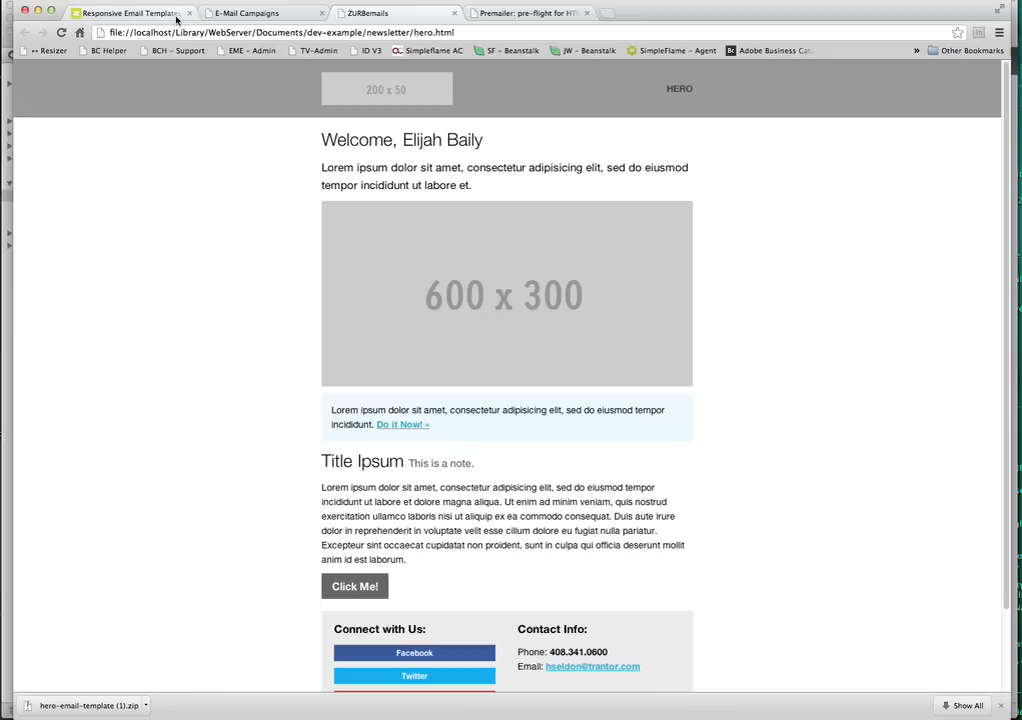 Responsive Email Template
E-Mail Campaigns
ZURBemails
Premailer: pre-flight for HT
file://localhost/Library/WebServer/Documents/dev-example/newsletter/hero.html
↔ Resizer
BC Helper
BCH - Support
EME - Admin
TV-Admin
ID V3
Simpleflame AC
SF - Beanstalk
JW - Beanstalk
SimpleFlame - Agent
Bc Adobile Business Cat
»
Other Bookmarks
200 x 50
HERO
Welcome, Elijah Baily
Lorem ipsum dolor sit amet, consectetur adipisicing elit, sed do eiusmod
tempor incididunt ut labore et.
600 x 300
Lorem ipsum dolor sit amet, consectetur adipisicing elit, sed do eiusmod tempor
incididunt. Do it Now! »
Title Ipsum This is a note.
Lorem ipsum dolor sit amet, consectetur adipisicing elit, sed do eiusmod tempor
incididunt ut labore et dolore magna aliqua. Ut enim ad minim veniam, quis nostrud
exercitation ullamco laboris nisi ut aliquip ex ea commodo consequat. Duis aute irure
dolor in reprehenderit in voluptate velit esse cillum dolore eu fugiat nulla pariatur.
Excepteur sint occaecat cupidatat non proident, sunt in culpa qui officia deserunt mollit
anim id est laborum.
Click Me!
Connect with Us:
Contact Info:
Facebook
Phone: 408.341.0600
Email: hseldon@trantor.com
Twitter
hero-email-template (1).zip
Show All